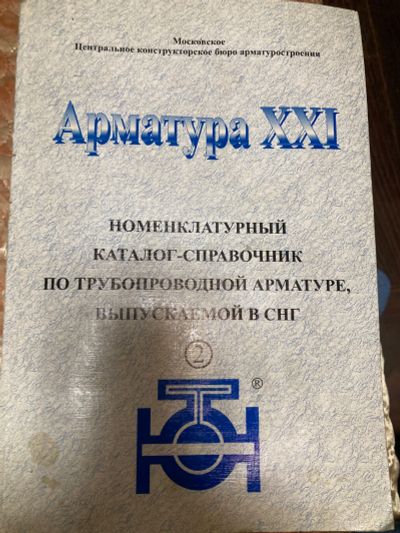 Московское
Центральное конструкторское бюро арматуростроения
Арматура XXI
НОМЕНКЛАТУРНЫЙ
КАТАЛОГ-СПРАВОЧНИК
ПО ТРУБОПРОВОДНОЙ АРМАТУРЕ,
ВЫПУСКАЕМОЙ В СНГ
2
®